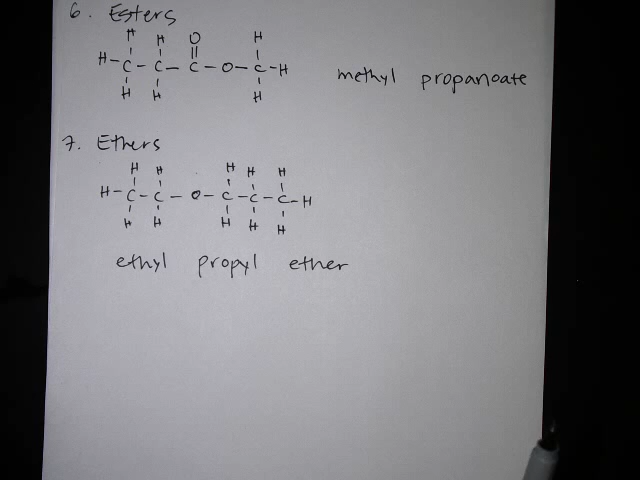 6. Esters
H H O H
H-C-C-C-O-C-H
H H H
methyl propanoate
7. Ethers
H H H H H
H-C-C-O-C-C-C-H
H H H H H
ethyl propyl ether